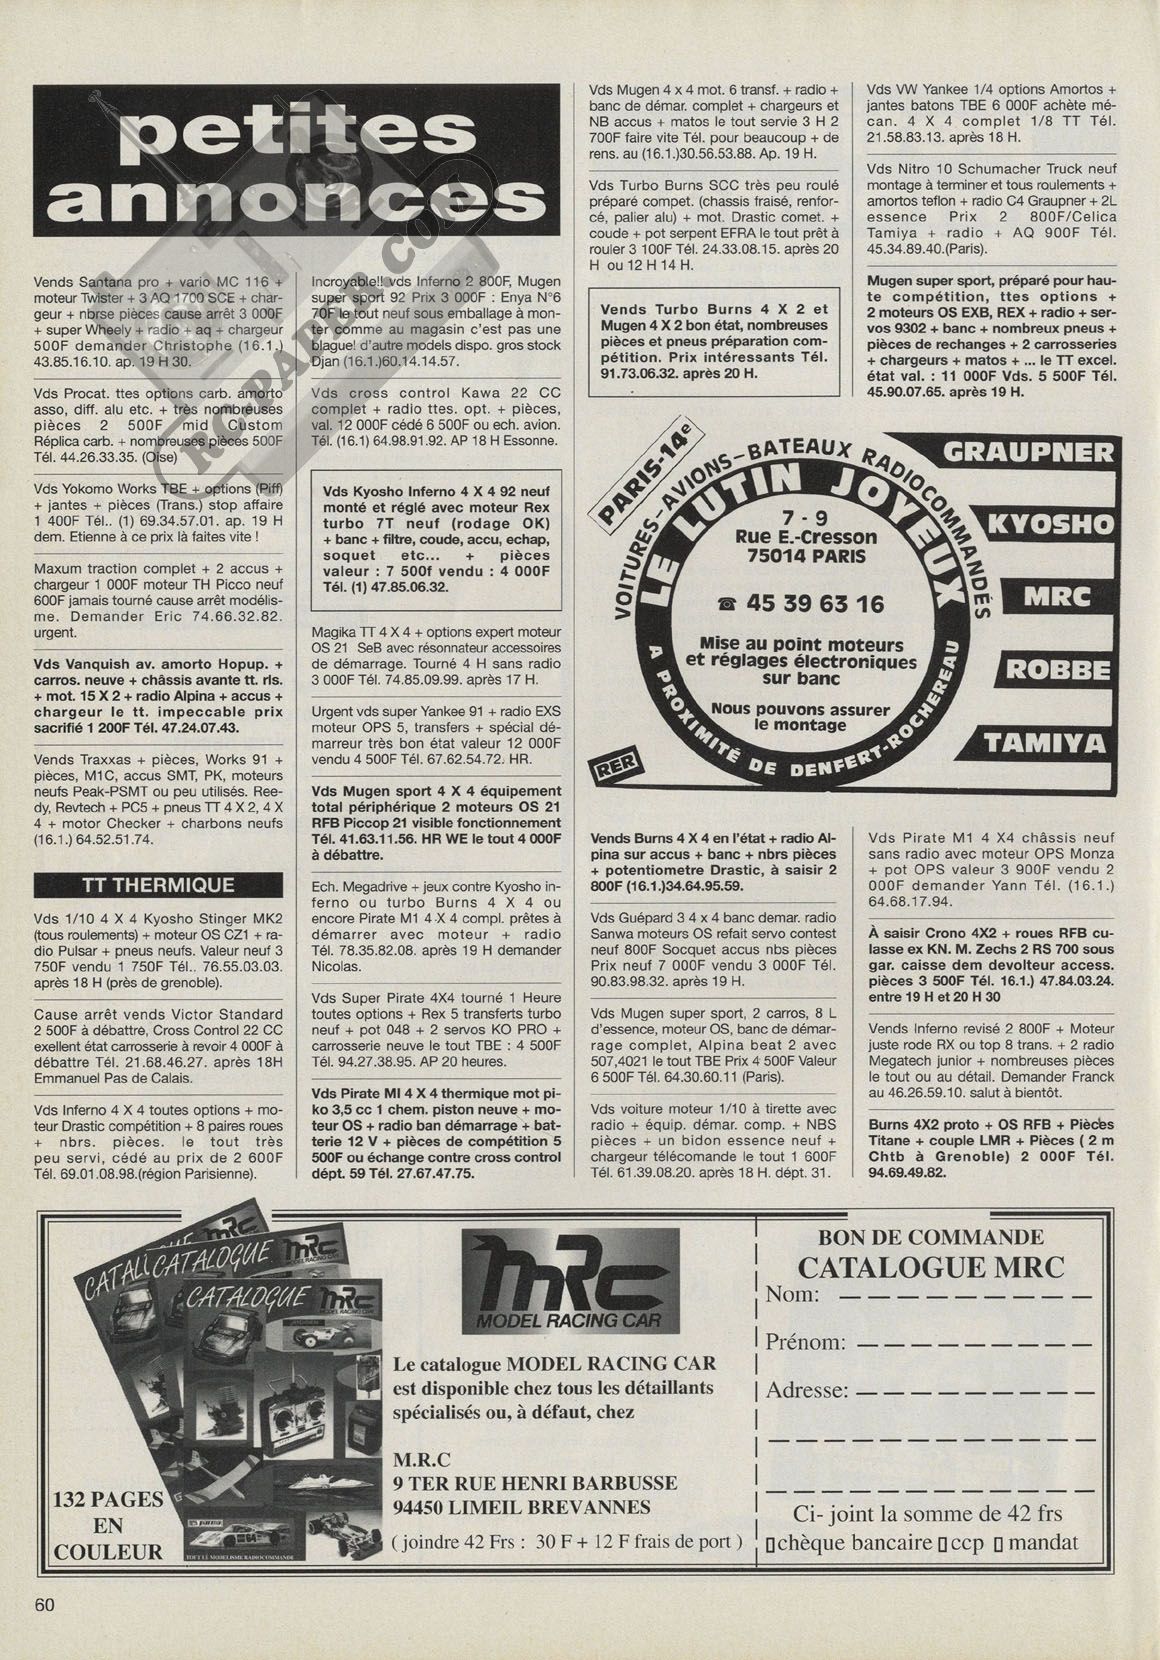 petites
annonces
Vends Santana pro + vario MC 116 +
moteur Twister + 3 AQ 1700 SCE + char-
geur + nbrse pièces cause arrêt 3 000F
+ super Wheely + radio + aq + chargeur
500F demander Christophe (16.1.)
43.85.16.10. ap. 19 H 30.
Vds Procat. ttes options carb. amorto
asso, diff. alu etc. + très nombreuses
pièces 2 500F mid Custom
Réplica carb. + nombreuses pièces 500F
Tél. 44.26.33.35. (Oise)
Vds Yokomo Works TBE + options (Piff)
+ jantes + pièces (Trans.) stop affaire
1 400F Tél.. (1) 69.34.57.01. ap. 19 H
dem. Etienne à ce prix là faites vite !
Maxum traction complet + 2 accus +
chargeur 1 000F moteur TH Picco neuf
600F jamais tourné cause arrêt modélis-
me. Demander Eric 74.66.32.82.
urgent.
Vds Vanquish av. amorto Hopup. +
carros. neuve + châssis avante tt. rls.
+ mot. 15 X 2 + radio Alpina + accus +
chargeur le tt. impeccable prix
sacrifié 1 200F Tél. 47.24.07.43.
Vends Traxxas + pièces, Works 91 +
pièces, M1C, accus SMT, PK, moteurs
neufs Peak-PSMT ou peu utilisés. Ree-
dy, Revtech + PC5 + pneus TT 4 X 2, 4 X
4 + motor Checker + charbons neufs
(16.1.) 64.52.51.74.
TT THERMIQUE
Vds 1/10 4 X 4 Kyosho Stinger MK2
(tous roulements) + moteur OS CZ1 + ra-
dio Pulsar + pneus neufs. Valeur neuf 3
750F vendu 1 750F Tél.. 76.55.03.03.
après 18 H (près de grenoble).
Cause arrêt vends Victor Standard
2 500F à débattre, Cross Control 22 CC
exellent état carrosserie à revoir 4 000F à
débattre Tél. 21.68.46.27. après 18H
Emmanuel Pas de Calais.
Vds Inferno 4 X 4 toutes options + mo-
teur Drastic compétition + 8 paires roues
+ nbrs. pièces. le tout très
peu servi, cédé au prix de 2 600F
Tél. 69.01.08.98.(région Parisienne).
Incroyable!! vds Inferno 2 800F, Mugen
super sport 92 Prix 3 000F : Enya N°6
70F le tout neuf sous emballage à mon-
ter comme au magasin c'est pas une
blague! d'autre models dispo. gros stock
Djan (16.1.)60.14.14.57.
Vds cross control Kawa 22 CC
complet + radio ttes. opt. + pièces,
val. 12 000F cédé 6 500F ou ech. avion.
Tél. (16.1) 64.98.91.92. AP 18 H Essonne.
Vds Kyosho Inferno 4 X 4 92 neuf
monté et réglé avec moteur Rex
turbo 7T neuf (rodage OK)
+ banc + filtre, coude, accu, echap,
soquet etc... + pièces
valeur : 7 500f vendu : 4 000F
Tél. (1) 47.85.06.32.
Magika TT 4 X 4 + options expert moteur
OS 21 SeB avec résonnateur accessoires
de démarrage. Tourné 4 H sans radio
3 000F Tél. 74.85.09.99. après 17 H.
Urgent vds super Yankee 91 + radio EXS
moteur OPS 5, transfers + spécial dé-
marreur très bon état valeur 12 000F
vendu 4 500F Tél. 67.62.54.72. HR.
Vds Mugen sport 4 X 4 équipement
total périphérique 2 moteurs OS 21
RFB Piccop 21 visible fonctionnement
Tél. 41.63.11.56. HR WE le tout 4 000F
à débattre.
Ech. Megadrive + jeux contre Kyosho in-
ferno ou turbo Burns 4 X 4 ou
encore Pirate M1 4 X 4 compl. prêtes à
démarrer avec moteur + radio
Tél. 78.35.82.08. après 19 H demander
Nicolas.
Vds Super Pirate 4X4 tourné 1 Heure
toutes options + Rex 5 transferts turbo
neuf + pot 048 + 2 servos KO PRO +
carrosserie neuve le tout TBE : 4 500F
Tél. 94.27.38.95. AP 20 heures.
Vds Pirate MI 4 X 4 thermique mot pi-
ko 3,5 cc 1 chem. piston neuve + mo-
teur OS + radio ban démarrage + bat-
terie 12 V + pièces de compétition 5
500F ou échange contre cross control
dépt. 59 Tél. 27.67.47.75.
Vds Mugen 4 x 4 mot. 6 transf. + radio +
banc de démar. complet + chargeurs et
NB accus + matos le tout servie 3 H 2
700F faire vite Tél. pour beaucoup + de
rens. au (16.1.)30.56.53.88. Ap. 19 H.
Vds Turbo Burns SCC très peu roulé
préparé compet. (chassis fraisé, renfor-
cé, palier alu) + mot. Drastic comet. +
coude + pot serpent EFRA le tout prêt à
rouler 3 100F Tél. 24.33.08.15. après 20
H ou 12 H 14 H.
Vends Turbo Burns 4 X 2 et
Mugen 4 X 2 bon état, nombreuses
pièces et pneus préparation com-
pétition. Prix intéressants Tél.
91.73.06.32. après 20 H.
Vds VW Yankee 1/4 options Amortos +
jantes batons TBE 6 000F achète mé-
can. 4 X 4 complet 1/8 TT Tél.
21.58.83.13. après 18 H.
Vds Nitro 10 Schumacher Truck neuf
montage à terminer et tous roulements +
amortos teflon + radio C4 Graupner + 2L
essence Prix 2 800F/Celica
Tamiya + radio + AQ 900F Tél.
45.34.89.40.(Paris).
Mugen super sport, préparé pour hau-
te compétition, ttes options +
2 moteurs OS EXB, REX + radio + ser-
vos 9302 + banc + nombreux pneus +
pièces de rechanges + 2 carrosseries
+ chargeurs + matos + ... le TT excel.
état val. : 11 000F Vds. 5 500F Tél.
45.90.07.65. après 19 H.
PARIS-14e
VOITURES-AVIONS-BATEAUX RADIOCOMMANDÉS
LE LUTIN JOYEUX
7 - 9
Rue E.-Cresson
75014 PARIS
☎ 45 39 63 16
Mise au point moteurs
et réglages électroniques
sur banc
Nous pouvons assurer
le montage
A PROXIMITÉ DE DENFERT-ROCHEREAU
RER
GRAUPNER
KYOSHO
MRC
ROBBE
TAMIYA
Vends Burns 4 X 4 en l'état + radio Al-
pina sur accus + banc + nbrs pièces
+ potentiometre Drastic, à saisir 2
800F (16.1.)34.64.95.59.
Vds Guépard 3 4 x 4 banc demar. radio
Sanwa moteurs OS refait servo contest
neuf 800F Socquet accus nbs pièces
Prix neuf 7 000F vendu 3 000F Tél.
90.83.98.32. après 19 H.
Vds Mugen super sport, 2 carros, 8 L
d'essence, moteur OS, banc de démar-
rage complet, Alpina beat 2 avec
507,4021 le tout TBE Prix 4 500F Valeur
6 500F Tél. 64.30.60.11 (Paris).
Vds voiture moteur 1/10 à tirette avec
radio + équip. démar. comp. + NBS
pièces + un bidon essence neuf +
chargeur télécomande le tout 1 600F
Tél. 61.39.08.20. après 18 H. dépt. 31.
Vds Pirate M1 4 X4 châssis neuf
sans radio avec moteur OPS Monza
+ pot OPS valeur 3 900F vendu 2
000F demander Yann Tél. (16.1.)
64.68.17.94.
À saisir Crono 4X2 + roues RFB cu-
lasse ex KN. M. Zechs 2 RS 700 sous
gar. caisse dem devolteur access.
pièces 3 500F Tél. 16.1.) 47.84.03.24.
entre 19 H et 20 H 30
Vends Inferno revisé 2 800F + Moteur
juste rode RX ou top 8 trans. + 2 radio
Megatech junior + nombreuses pièces
le tout ou au détail. Demander Franck
au 46.26.59.10. salut à bientôt.
Burns 4X2 proto + OS RFB + Pièces
Titane + couple LMR + Pièces ( 2 m
Chtb à Grenoble) 2 000F Tél.
94.69.49.82.
CATALOGUE
mRc
MODEL RACING CAR
TOUT LE MODELISME RADIOCOMMANDE
132 PAGES
EN
COULEUR
mRc
MODEL RACING CAR
Le catalogue MODEL RACING CAR
est disponible chez tous les détaillants
spécialisés ou, à défaut, chez
M.R.C
9 TER RUE HENRI BARBUSSE
94450 LIMEIL BREVANNES
( joindre 42 Frs : 30 F + 12 F frais de port )
BON DE COMMANDE
CATALOGUE MRC
Nom:
Prénom:
Adresse:
Ci- joint la somme de 42 frs
chèque bancaire ccp mandat
60
RC-PAPER.COM